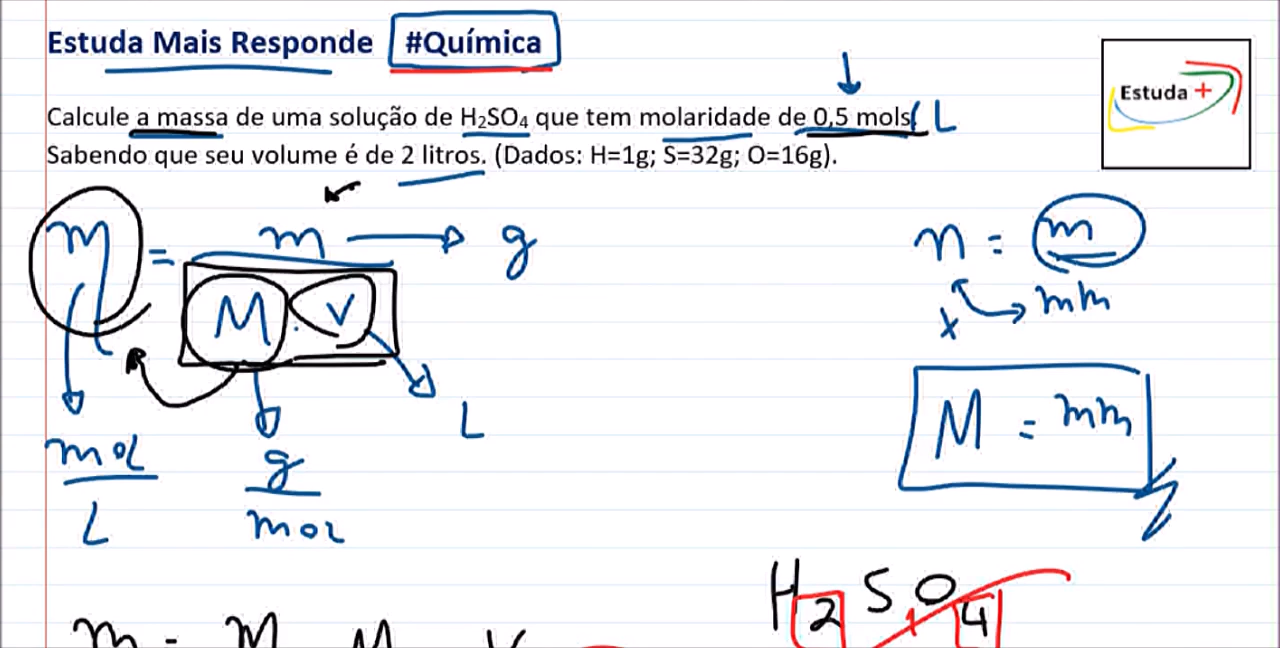 Estuda Mais Responde #Química
Estuda +
Calcule a massa de uma solução de H₂SO₄ que tem molaridade de 0,5 mols/L
Sabendo que seu volume é de 2 litros. (Dados: H=1g; S=32g; O=16g).
m = m → g
M . V
L
mol
L
g
mol
n = m
x mm
M = mm
H2SO4
m = M M V